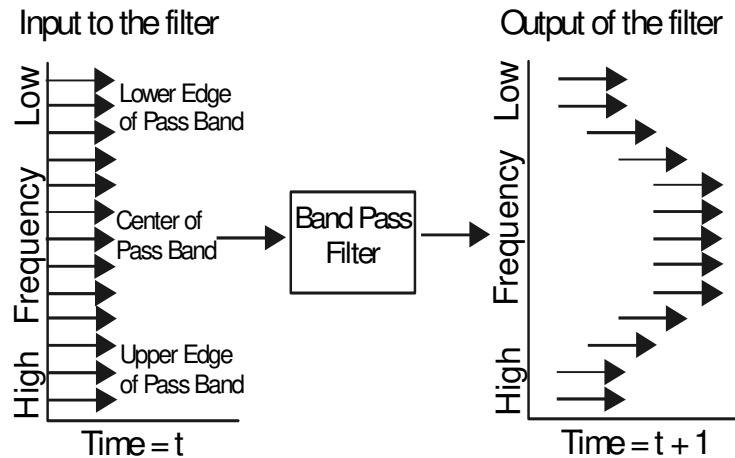 Input to the filter
Output of the filter
Low
Frequency
High
Lower Edge
of Pass Band
Center of
Pass Band
Upper Edge
of Pass Band
Time = t
Band Pass
Filter
Low
Frequency
High
Time = t + 1